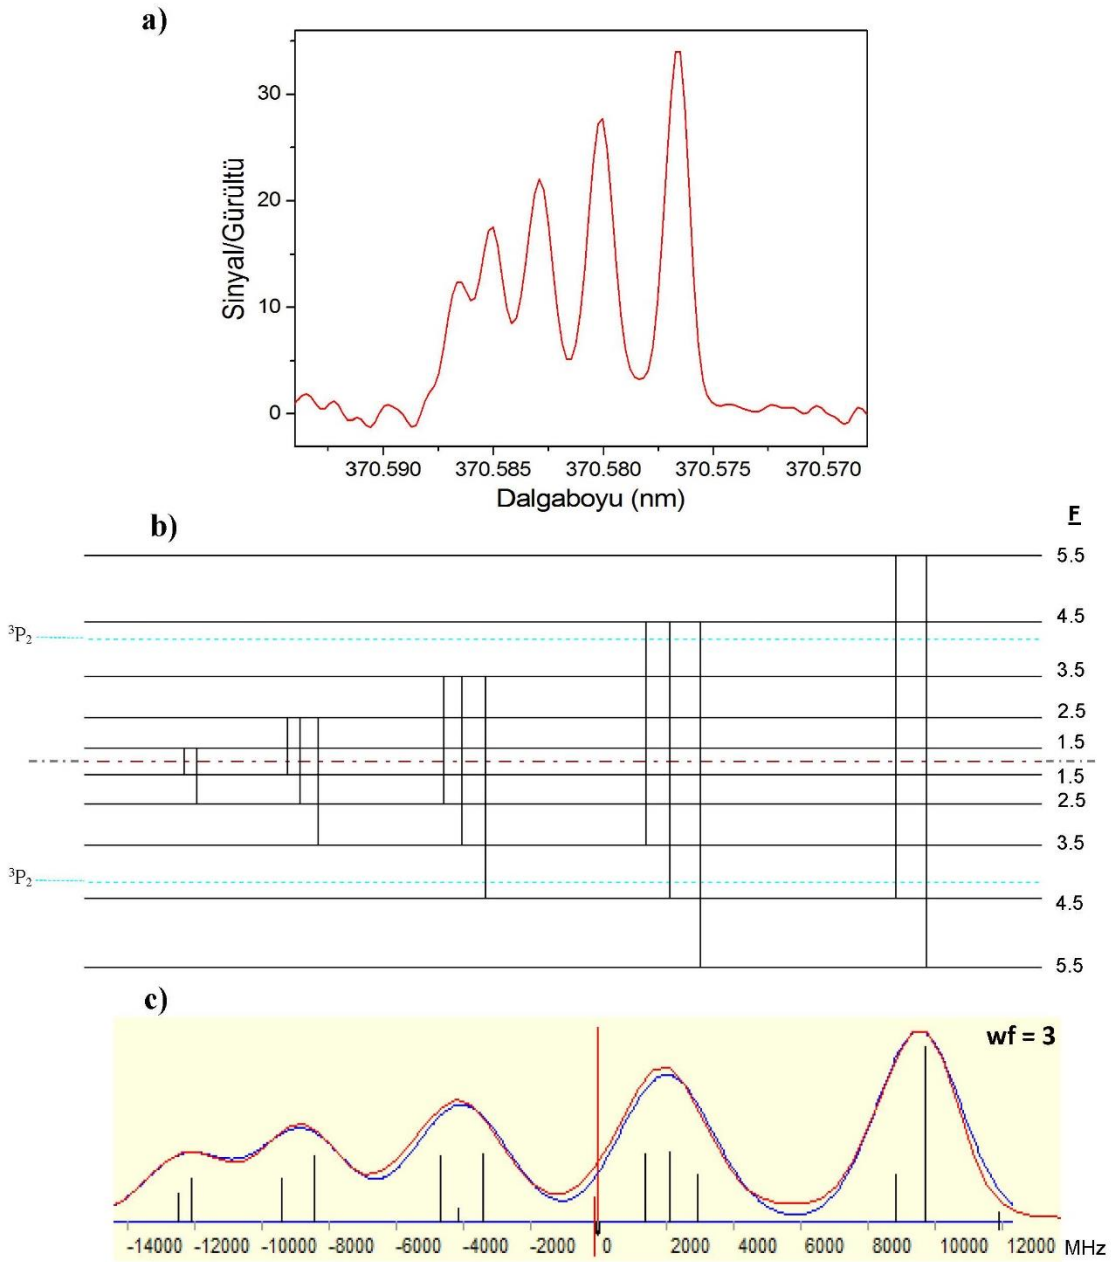 a)
Sinyal/Gürültü
30
20
10
0
370.590 370.585 370.580 370.575 370.570
Dalgaboyu (nm)
b)
F
5.5
4.5
³P₂
3.5
2.5
1.5
1.5
2.5
3.5
³P₂
4.5
5.5
c)
wf = 3
-14000 -12000 -10000 -8000 -6000 -4000 -2000 0 2000 4000 6000 8000 10000 12000 MHz